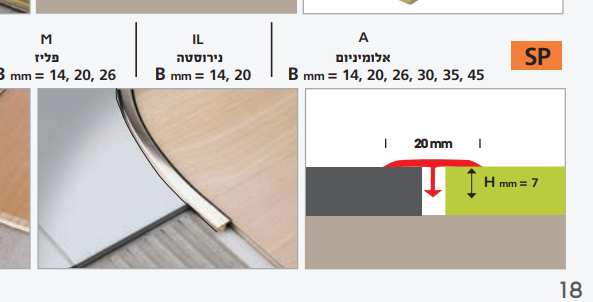 SP
A
אלומיניום
B mm = 14, 20, 26, 30, 35, 45
IL
נירוסטה
B mm = 14, 20
M
פליז
B mm = 14, 20, 26
20 mm
H mm = 7
18